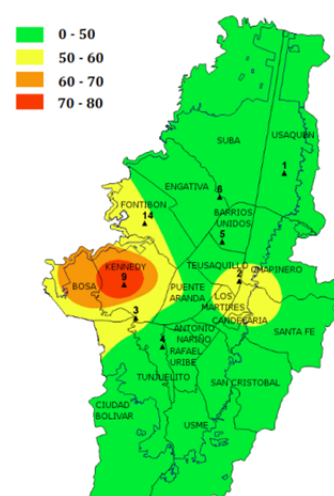 0 - 50
50 - 60
60 - 70
70 - 80
USAQUEN
SUBA
1
ENGATIVA
6
FONTIBON
14
BARRIOS
UNIDOS
5
TEUSAQUILLO
CHAPINERO
2
KENNEDY
9
BOSA
PUENTE
ARANDA
LOS
MARTIRES
CANDELARIA
3
SANTA FE
ANTONIO
NARIÑO
4
RAFAEL
URIBE
TUNJUELITO
SAN CRISTOBAL
CIUDAD
BOLIVAR
USME